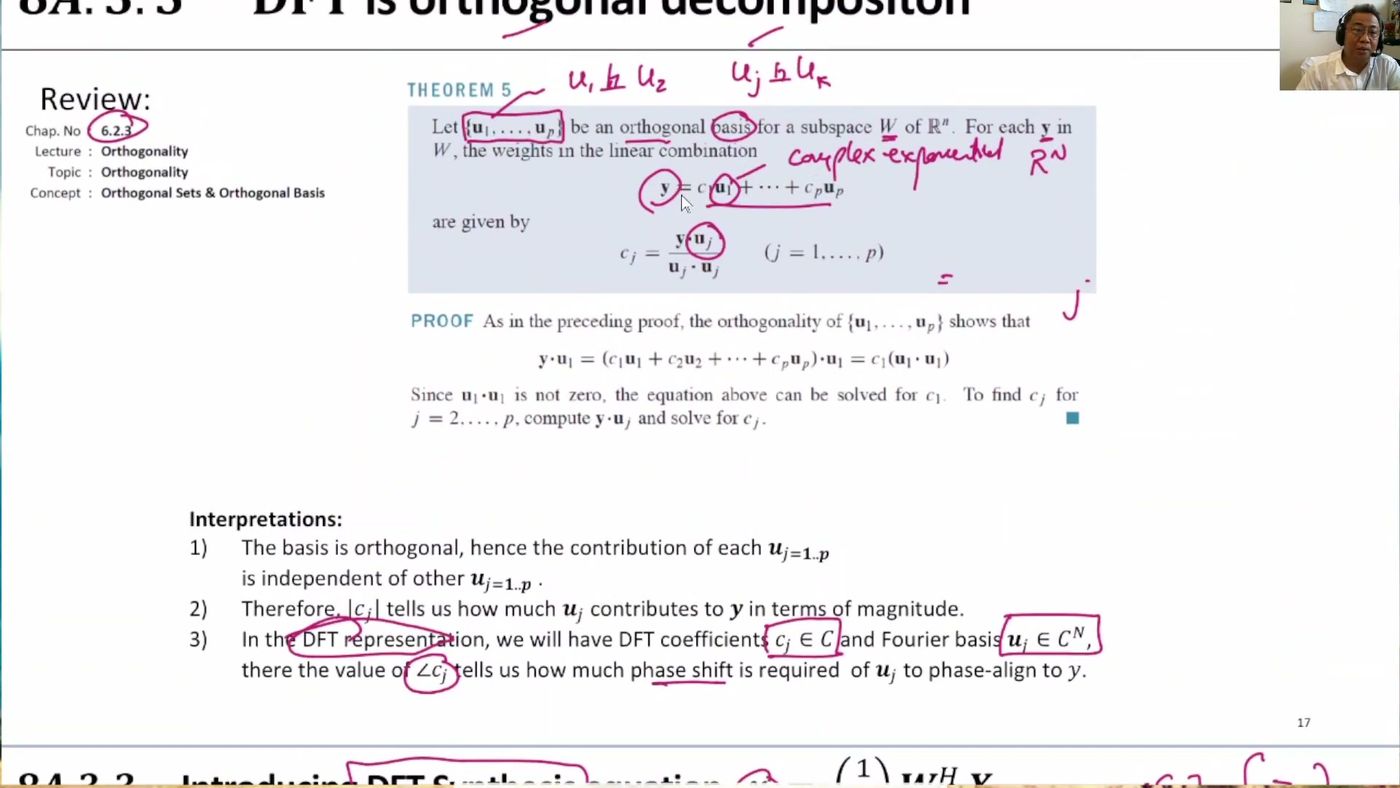 8A. 3. 3 DFT is orthogonal decompositon
Review:
Chap. No 6.2.3
Lecture : Orthogonality
Topic : Orthogonality
Concept : Orthogonal Sets & Orthogonal Basis
u₁ ⊥ u₂ uⱼ ⊥ uₖ
THEOREM 5
Let {u₁, . . . , uₚ} be an orthogonal basis for a subspace W of ℝⁿ. For each y in
W, the weights in the linear combination
complex exponential ℝᴺ
y = c₁u₁ + ··· + cₚuₚ
are given by
cⱼ = (y·uⱼ)/(uⱼ · uⱼ) (j = 1, . . . , p)
= j
PROOF As in the preceding proof, the orthogonality of {u₁, . . . , uₚ} shows that
y·u₁ = (c₁u₁ + c₂u₂ + ··· + cₚuₚ)·u₁ = c₁(u₁ · u₁)
Since u₁·u₁ is not zero, the equation above can be solved for c₁. To find cⱼ for
j = 2, . . . , p, compute y·uⱼ and solve for cⱼ.
Interpretations:
1) The basis is orthogonal, hence the contribution of each uⱼ₌₁..ₚ
is independent of other uⱼ₌₁..ₚ .
2) Therefore, |cⱼ| tells us how much uⱼ contributes to y in terms of magnitude.
3) In the DFT representation, we will have DFT coefficients cⱼ ∈ C and Fourier basis uⱼ ∈ Cᴺ,
there the value of ∠cⱼ tells us how much phase shift is required of uⱼ to phase-align to y.
17
Introducing DFT Synthesis equation